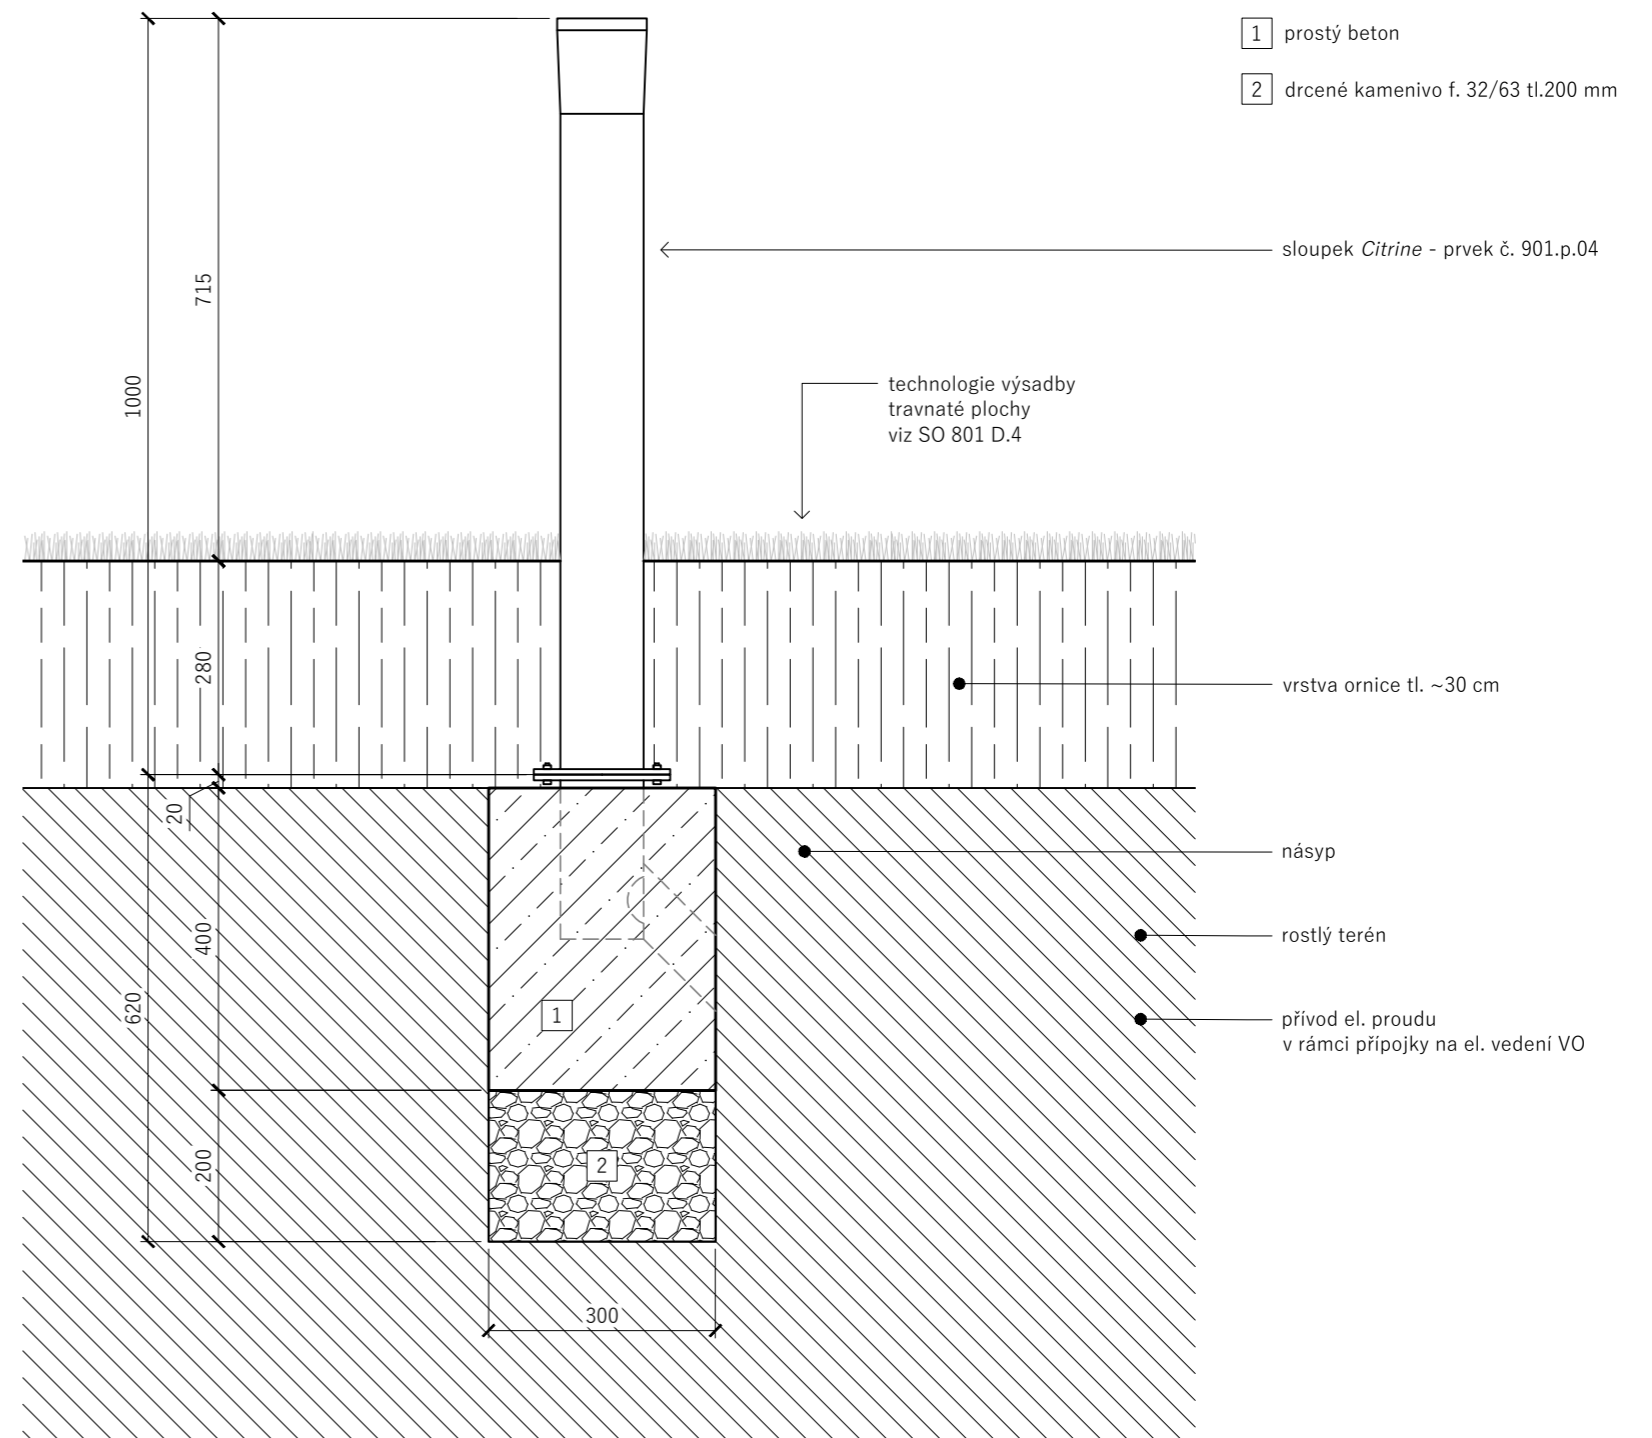 1 prostý beton
2 drcené kamenivo f. 32/63 tl.200 mm
sloupek Citrine - prvek č. 901.p.04
technologie výsadby
travnaté plochy
viz SO 801 D.4
vrstva ornice tl. ~30 cm
násyp
rostlý terén
přívod el. proudu
v rámci přípojky na el. vedení VO
715
1000
280
20
400
620
200
300
1
2